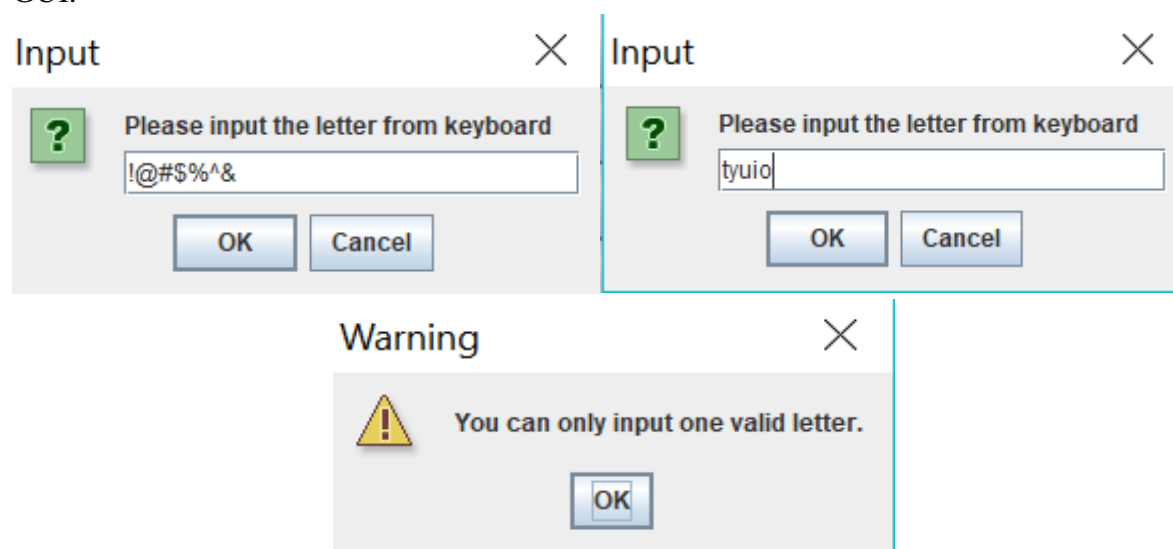 GUI.
Input
Please input the letter from keyboard
!@#$%^&
OK Cancel
Input
Please input the letter from keyboard
tyuio
OK Cancel
Warning
You can only input one valid letter.
OK